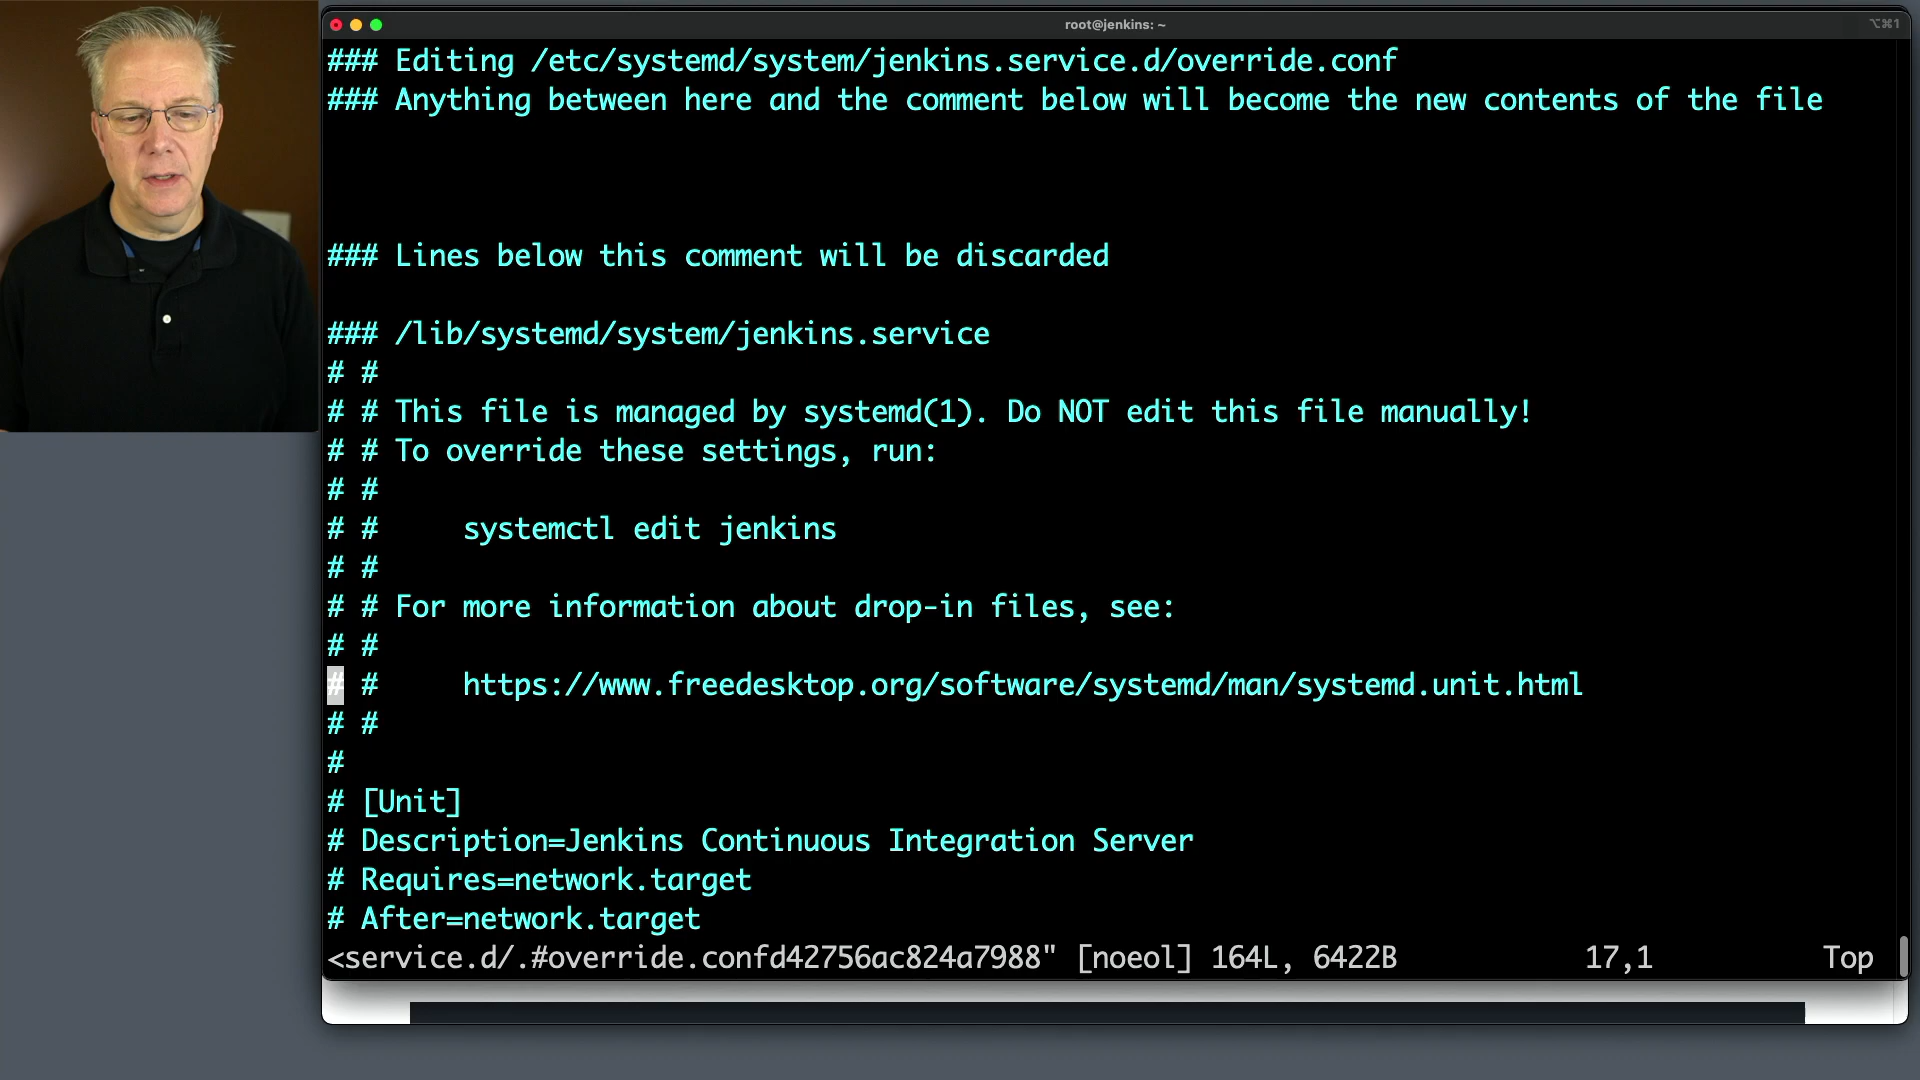 root@jenkins: ~
⌥⌘1
### Editing /etc/systemd/system/jenkins.service.d/override.conf
### Anything between here and the comment below will become the new contents of the file
### Lines below this comment will be discarded
### /lib/systemd/system/jenkins.service
# #
# # This file is managed by systemd(1). Do NOT edit this file manually!
# # To override these settings, run:
# #
# #     systemctl edit jenkins
# #
# # For more information about drop-in files, see:
# #
# #     https://www.freedesktop.org/software/systemd/man/systemd.unit.html
# #
#
# [Unit]
# Description=Jenkins Continuous Integration Server
# Requires=network.target
# After=network.target
<service.d/.#override.confd42756ac824a7988" [noeol] 164L, 6422B 17,1 Top